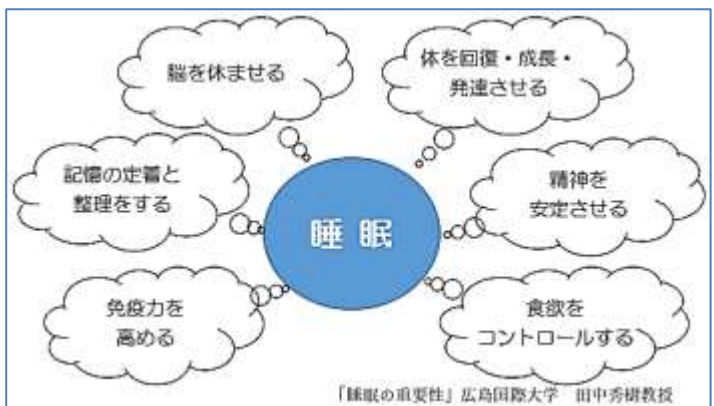 脳を休ませる
体を回復・成長・
発達させる
記憶の定着と
整理をする
精神を
安定させる
睡 眠
免疫力を
高める
食欲を
コントロールする
「睡眠の重要性」広島国際大学　田中秀樹教授